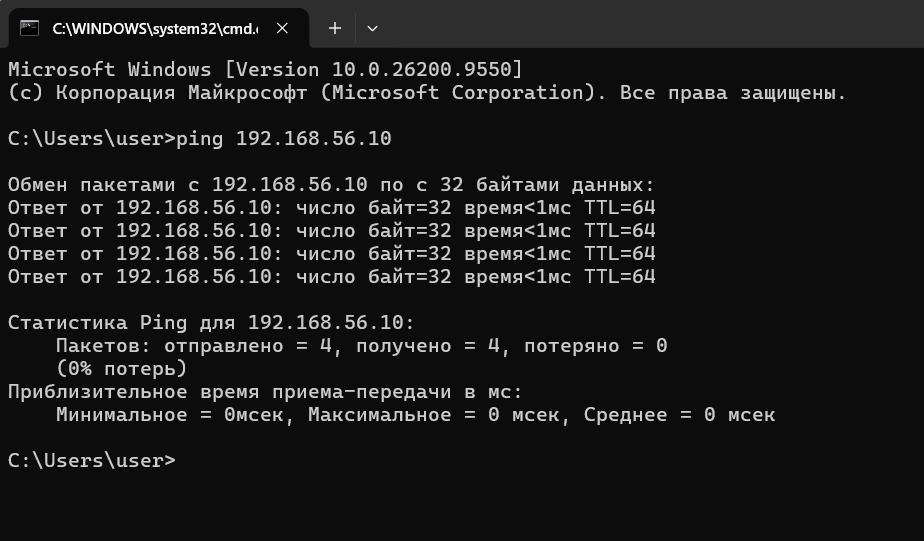 C:\WINDOWS\system32\cmd.e
Microsoft Windows [Version 10.0.26200.9550]
(c) Корпорация Майкрософт (Microsoft Corporation). Все права защищены.
C:\Users\user>ping 192.168.56.10
Обмен пакетами с 192.168.56.10 по с 32 байтами данных:
Ответ от 192.168.56.10: число байт=32 время<1мс TTL=64
Ответ от 192.168.56.10: число байт=32 время<1мс TTL=64
Ответ от 192.168.56.10: число байт=32 время<1мс TTL=64
Ответ от 192.168.56.10: число байт=32 время<1мс TTL=64
Статистика Ping для 192.168.56.10:
    Пакетов: отправлено = 4, получено = 4, потеряно = 0
    (0% потерь)
Приблизительное время приема-передачи в мс:
    Минимальное = 0мсек, Максимальное = 0 мсек, Среднее = 0 мсек
C:\Users\user>